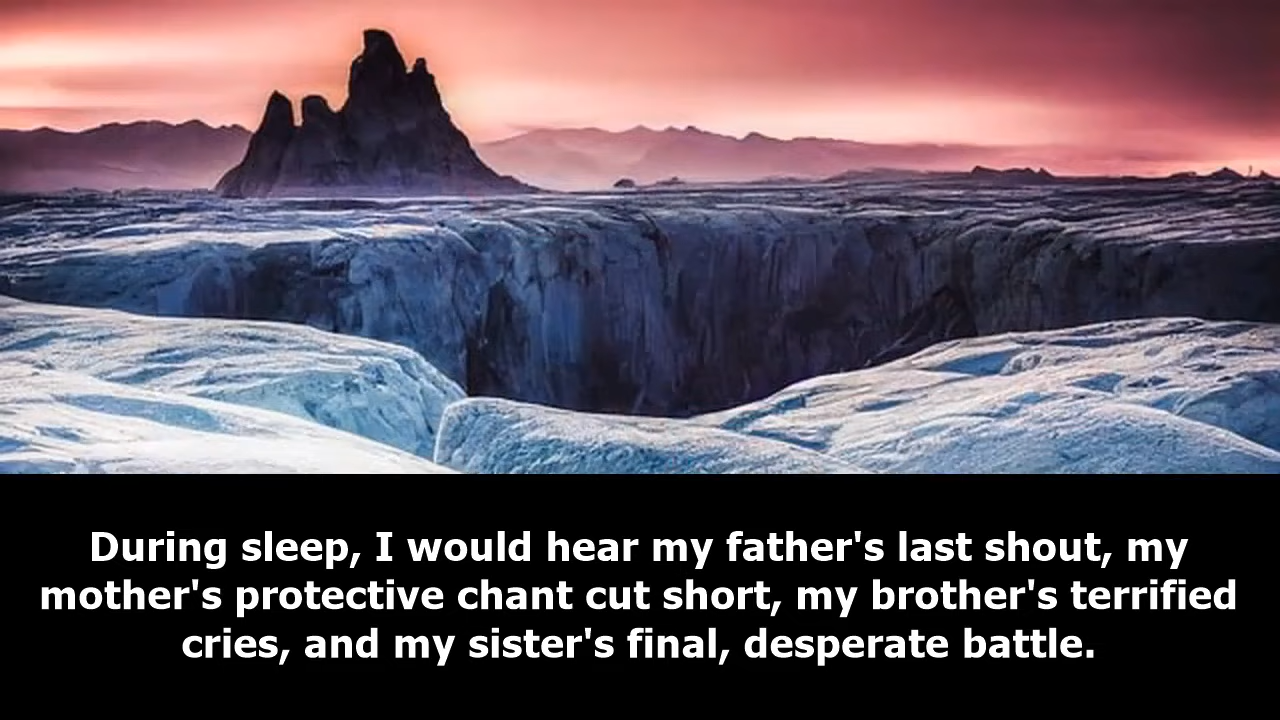 During sleep, I would hear my father's last shout, my
mother's protective chant cut short, my brother's terrified
cries, and my sister's final, desperate battle.